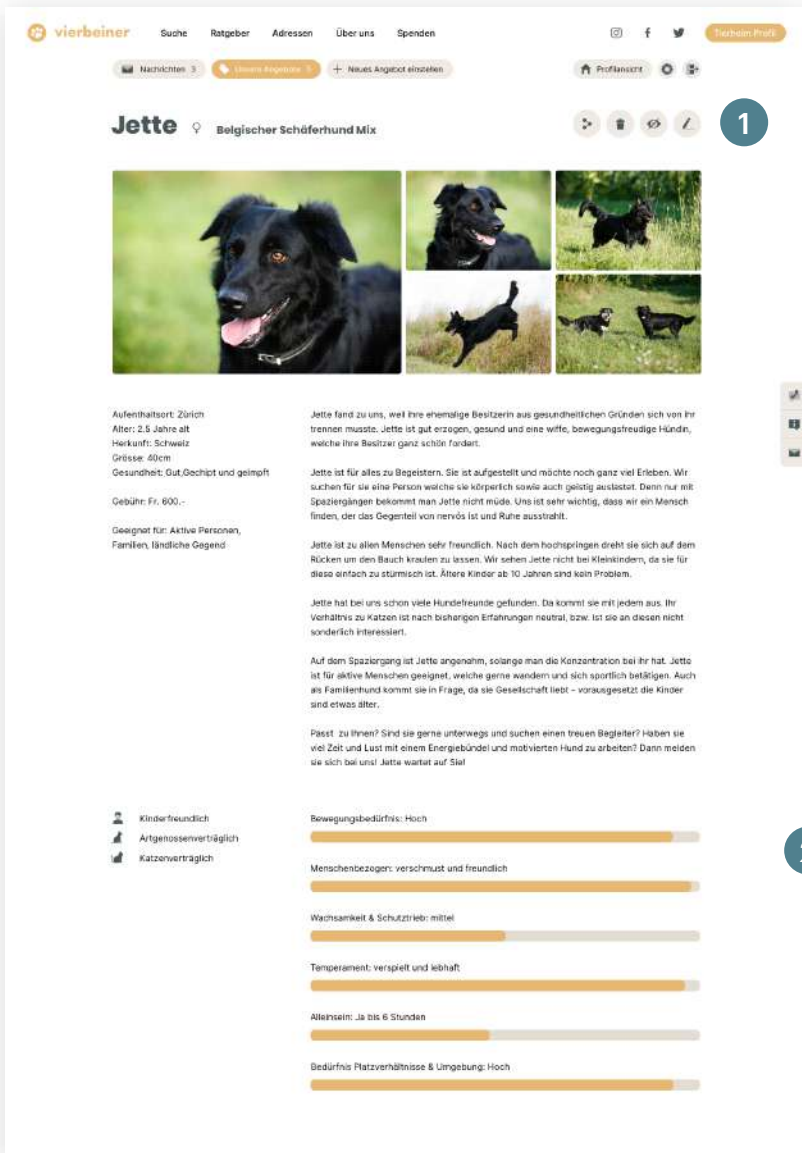 vierbeiner Suche Ratgeber Adressen Über uns Spenden Tierheim Profil
Nachrichten 3 Unsere Angebote 5 + Neues Angebot einstellen Profilansicht
Jette ♀ Belgischer Schäferhund Mix
1
Aufenthaltsort: Zürich
Alter: 2.5 Jahre alt
Herkunft: Schweiz
Grösse: 40cm
Gesundheit: Gut,Gechipt und geimpft
Gebühr: Fr. 600.-
Geeignet für: Aktive Personen,
Familien, ländliche Gegend
Jette fand zu uns, weil ihre ehemalige Besitzerin aus gesundheitlichen Gründen sich von ihr
trennen musste. Jette ist gut erzogen, gesund und eine wiffe, bewegungsfreudige Hündin,
welche ihre Besitzer ganz schön fordert.
Jette ist für alles zu Begeistern. Sie ist aufgestellt und möchte noch ganz viel Erleben. Wir
suchen für sie eine Person welche sie körperlich sowie auch geistig auslastet. Denn nur mit
Spaziergängen bekommt man Jette nicht müde. Uns ist sehr wichtig, dass wir ein Mensch
finden, der das Gegenteil von nervös ist und Ruhe ausstrahlt.
Jette ist zu allen Menschen sehr freundlich. Nach dem hochspringen dreht sie sich auf dem
Rücken um den Bauch kraulen zu lassen. Wir sehen Jette nicht bei Kleinkindern, da sie für
diese einfach zu stürmisch ist. Ältere Kinder ab 10 Jahren sind kein Problem.
Jette hat bei uns schon viele Hundefreunde gefunden. Da kommt sie mit jedem aus. Ihr
Verhältnis zu Katzen ist nach bisherigen Erfahrungen neutral, bzw. ist sie an diesen nicht
sonderlich interessiert.
Auf dem Spaziergang ist Jette angenehm, solange man die Konzentration bei ihr hat. Jette
ist für aktive Menschen geeignet, welche gerne wandern und sich sportlich betätigen. Auch
als Familienhund kommt sie in Frage, da sie Gesellschaft liebt – vorausgesetzt die Kinder
sind etwas älter.
Passt zu Ihnen? Sind sie gerne unterwegs und suchen einen treuen Begleiter? Haben sie
viel Zeit und Lust mit einem Energiebündel und motivierten Hund zu arbeiten? Dann melden
sie sich bei uns! Jette wartet auf Sie!
Kinderfreundlich
Artgenossenverträglich
Katzenverträglich
Bewegungsbedürfnis: Hoch
Menschenbezogen: verschmust und freundlich
Wachsamkeit & Schutztrieb: mittel
Temperament: verspielt und lebhaft
Alleinsein: Ja bis 6 Stunden
Bedürfnis Platzverhältnisse & Umgebung: Hoch